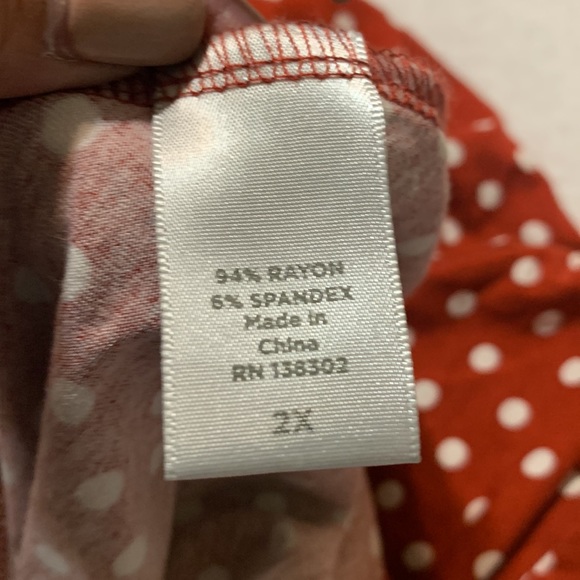 94% RAYON
6% SPANDEX
Made in
China
RN 138302
2X